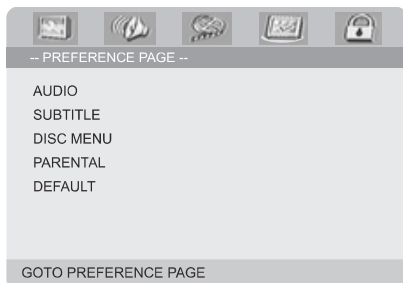 -- PREFERENCE PAGE --
AUDIO
SUBTITLE
DISC MENU
PARENTAL
DEFAULT
GOTO PREFERENCE PAGE